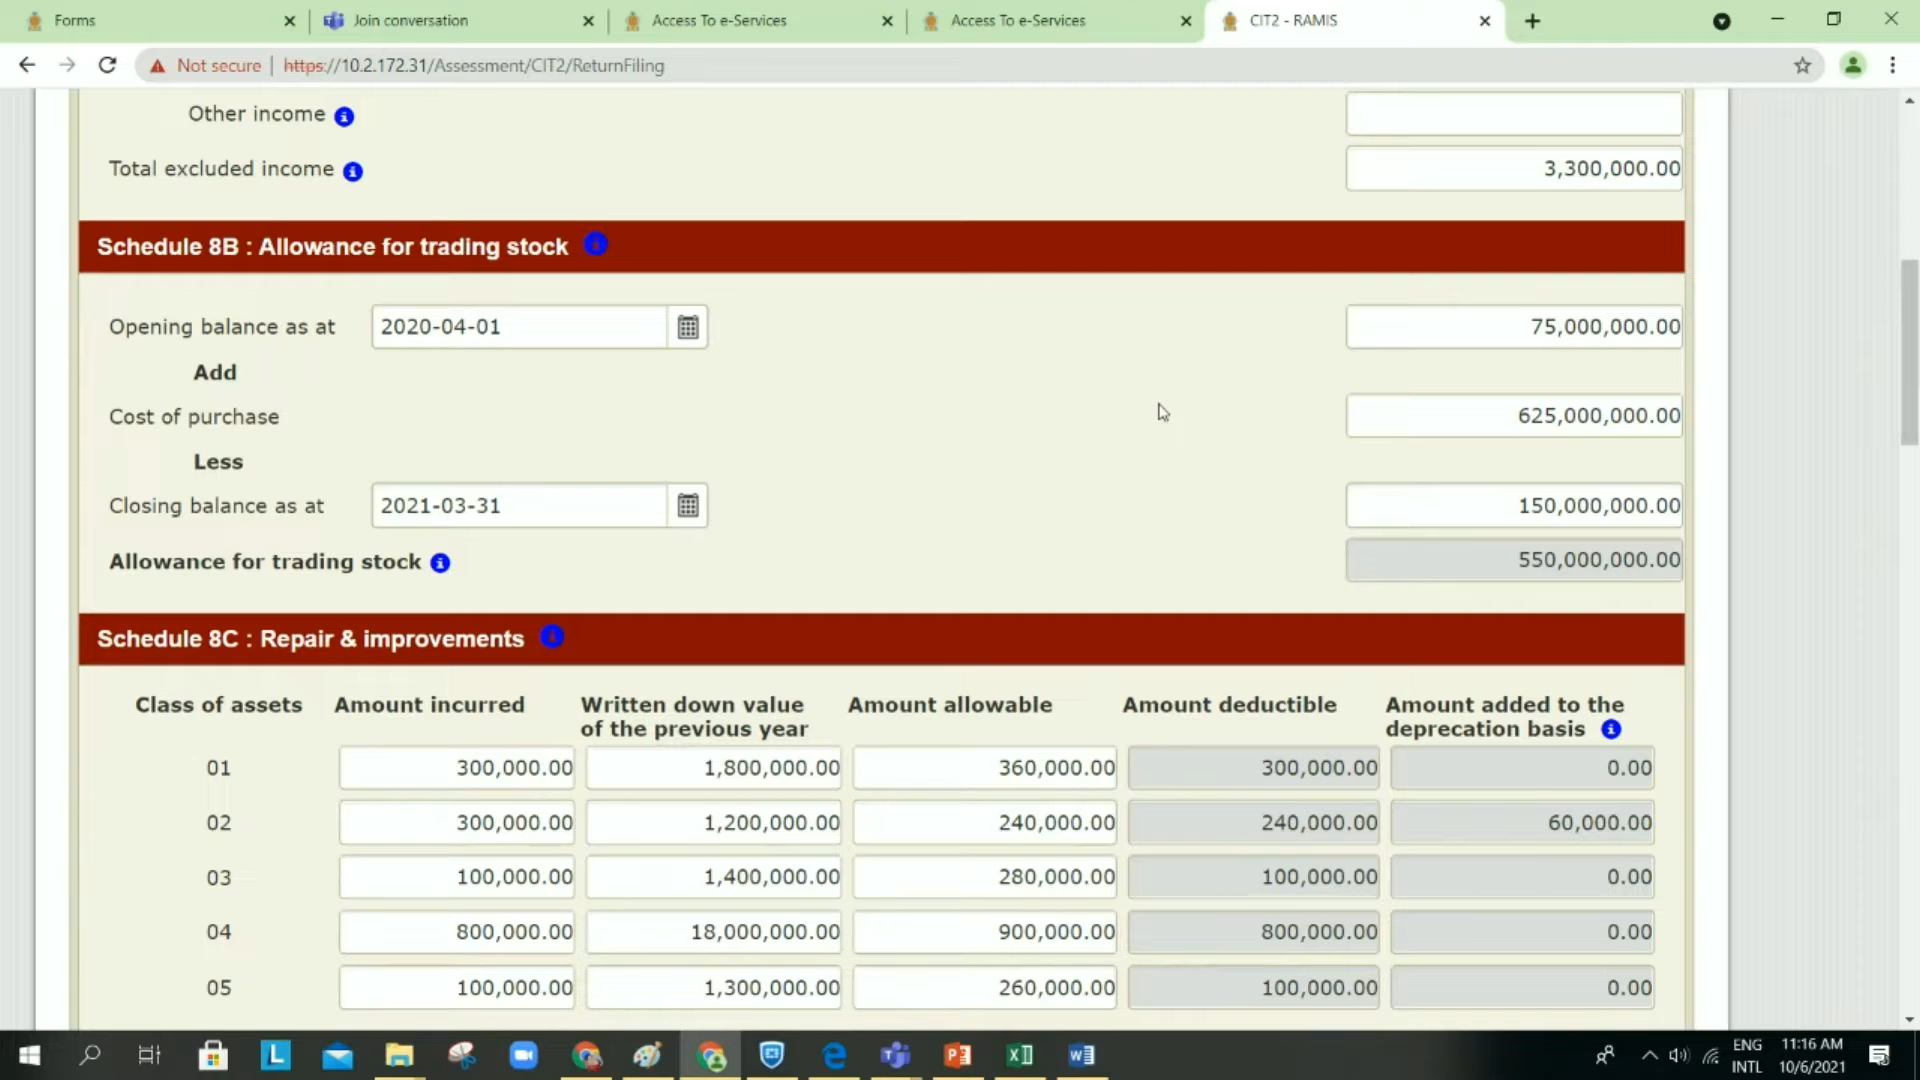 Forms
Join conversation
Access To e-Services
Access To e-Services
CIT2 - RAMIS
Not secure | https://10.2.172.31/Assessment/CIT2/ReturnFiling
Other income
Total excluded income 3,300,000.00
Schedule 8B : Allowance for trading stock
Opening balance as at 2020-04-01 75,000,000.00
Add
Cost of purchase 625,000,000.00
Less
Closing balance as at 2021-03-31 150,000,000.00
Allowance for trading stock 550,000,000.00
Schedule 8C : Repair & improvements
Class of assets Amount incurred Written down value Amount allowable Amount deductible Amount added to the
of the previous year deprecation basis
01 300,000.00 1,800,000.00 360,000.00 300,000.00 0.00
02 300,000.00 1,200,000.00 240,000.00 240,000.00 60,000.00
03 100,000.00 1,400,000.00 280,000.00 100,000.00 0.00
04 800,000.00 18,000,000.00 900,000.00 800,000.00 0.00
05 100,000.00 1,300,000.00 260,000.00 100,000.00 0.00
ENG 11:16 AM
INTL 10/6/2021